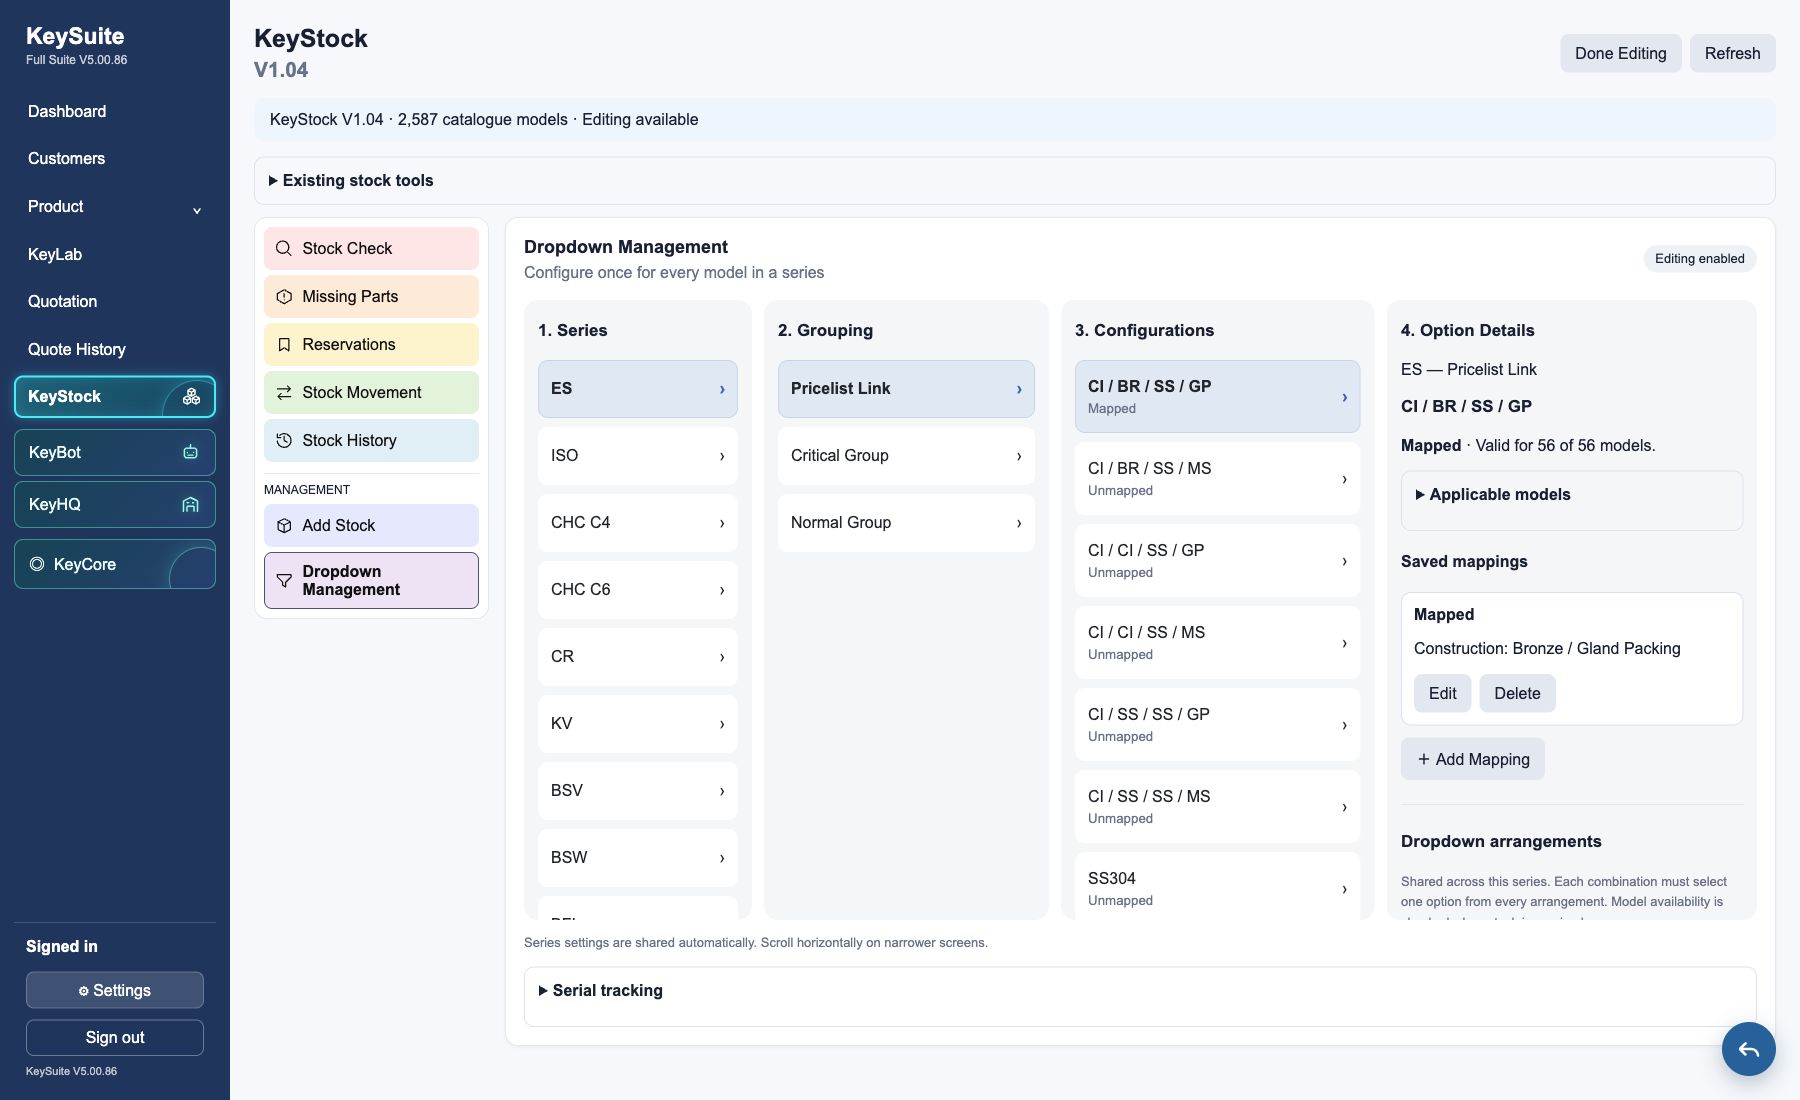 KeySuite
Full Suite V5.00.86
Dashboard
Customers
Product
KeyLab
Quotation
Quote History
KeyStock
KeyBot
KeyHQ
KeyCore
Signed in
Settings
Sign out
KeySuite V5.00.86
KeyStock
V1.04
Done Editing
Refresh
KeyStock V1.04 · 2,587 catalogue models · Editing available
Existing stock tools
Stock Check
Missing Parts
Reservations
Stock Movement
Stock History
MANAGEMENT
Add Stock
Dropdown
Management
Dropdown Management
Configure once for every model in a series
Editing enabled
1. Series
ES
ISO
CHC C4
CHC C6
CR
KV
BSV
BSW
2. Grouping
Pricelist Link
Critical Group
Normal Group
3. Configurations
CI / BR / SS / GP
Mapped
CI / BR / SS / MS
Unmapped
CI / CI / SS / GP
Unmapped
CI / CI / SS / MS
Unmapped
CI / SS / SS / GP
Unmapped
CI / SS / SS / MS
Unmapped
SS304
Unmapped
4. Option Details
ES — Pricelist Link
CI / BR / SS / GP
Mapped · Valid for 56 of 56 models.
Applicable models
Saved mappings
Mapped
Construction: Bronze / Gland Packing
Edit
Delete
+ Add Mapping
Dropdown arrangements
Shared across this series. Each combination must select
one option from every arrangement. Model availability is
Series settings are shared automatically. Scroll horizontally on narrower screens.
Serial tracking